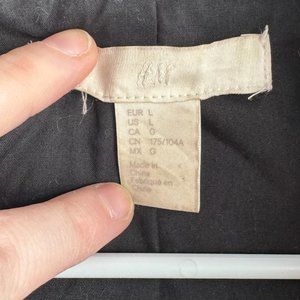 EUR L
US L
CA G
CN 175/104A
MX G
Made in
China
Fabriqué en
Chine